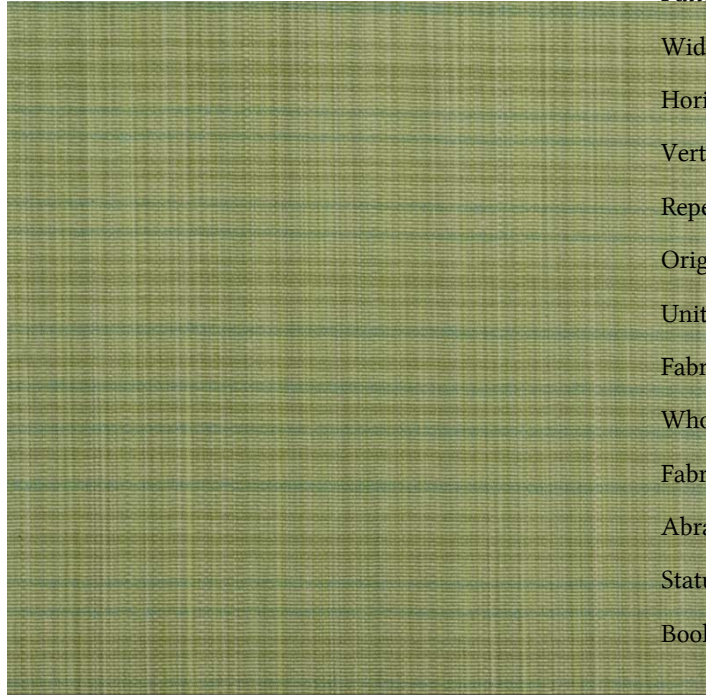 Wid
Hori
Vert
Repe
Orig
Unit
Fabr
Who
Fabr
Abra
Statu
Bool